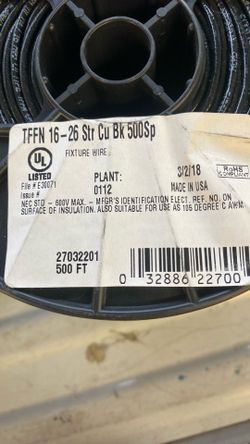 TFFN 16-26 Str Cu Bk 500Sp
FIXTURE WIRE
UL
LISTED
File # E30071
Issue #
PLANT:
0112
3/2/18
MADE IN USA
RoHS
COMPLIANT
NEC STD - 600V MAX. - MFGR'S IDENTIFICATION ELECT. REF. NO. ON
SURFACE OF INSULATION. ALSO SUITABLE FOR USE AS 105 DEGREE C AWM
27032201
500 FT
0 32886 22700